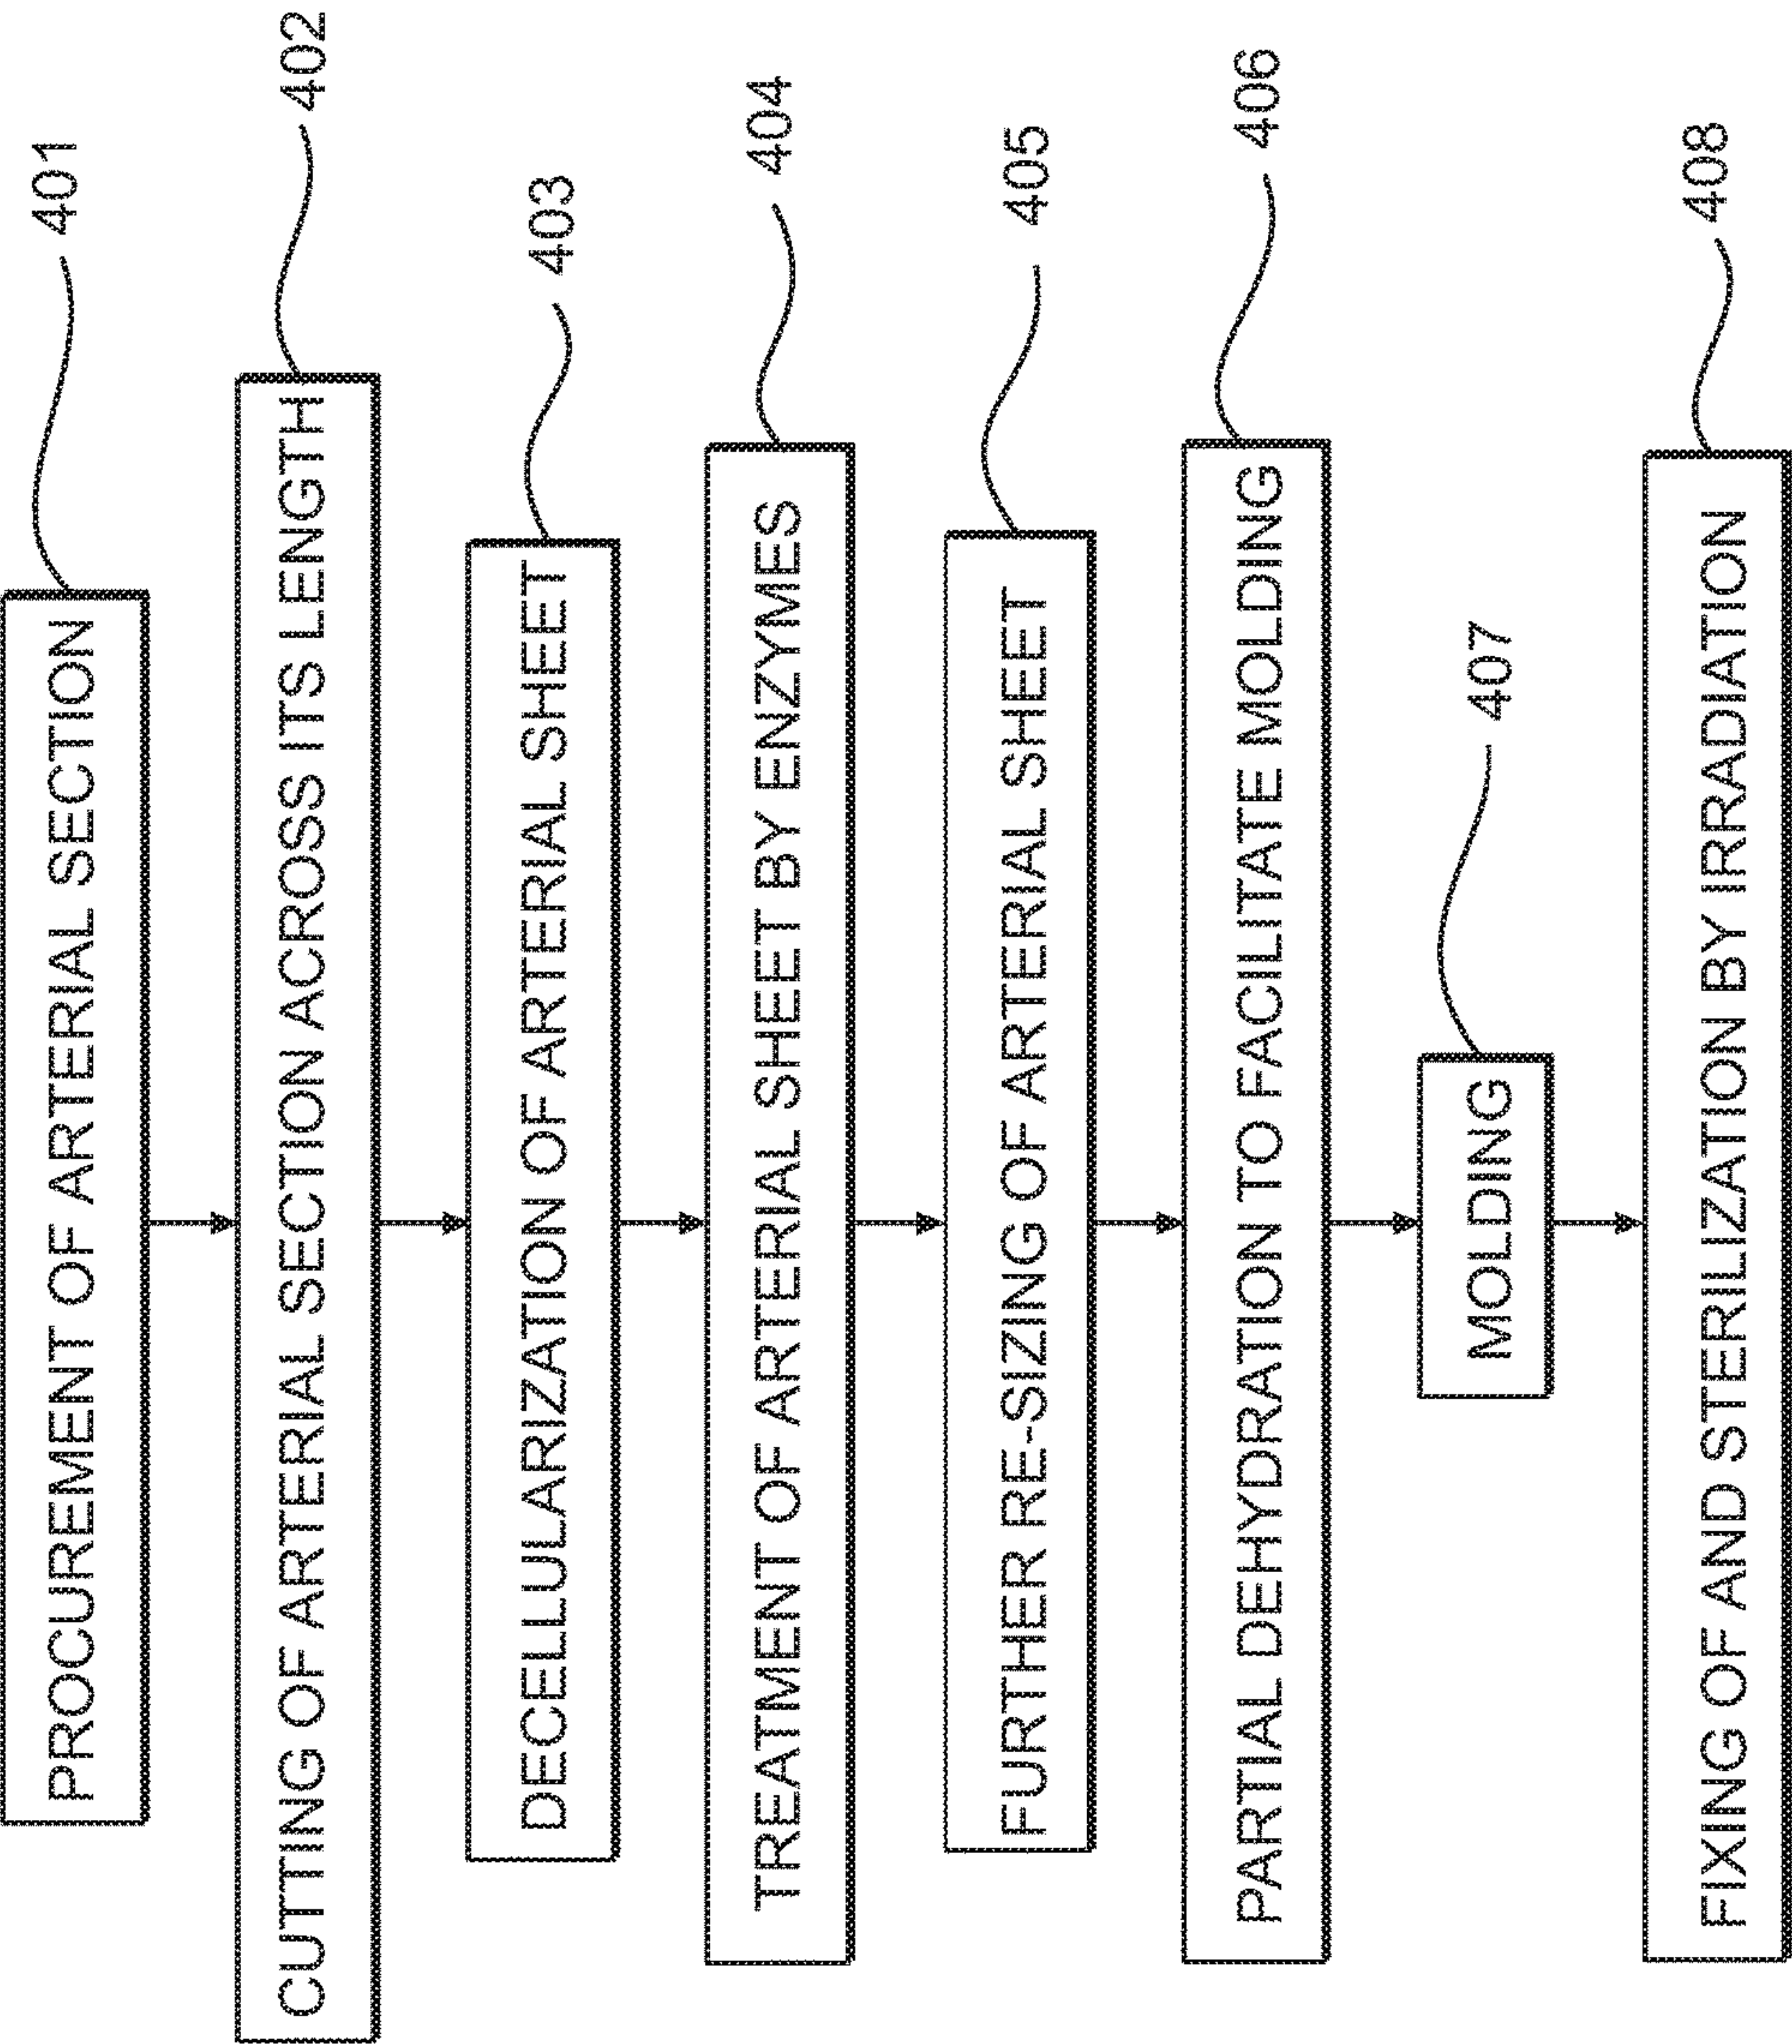 PROCUREMENT OF ARTERIAL SECTION
401
CUTTING OF ARTERIAL SECTION ACROSS ITS LENGTH
402
DECELLULARIZATION OF ARTERIAL SHEET
403
TREATMENT OF ARTERIAL SHEET BY ENZYMES
404
FURTHER RE-SIZING OF ARTERIAL SHEET
405
PARTIAL DEHYDRATION TO FACILITATE MOLDING
406
MOLDING
407
FIXING OF AND STERILIZATION BY IRRADIATION
408